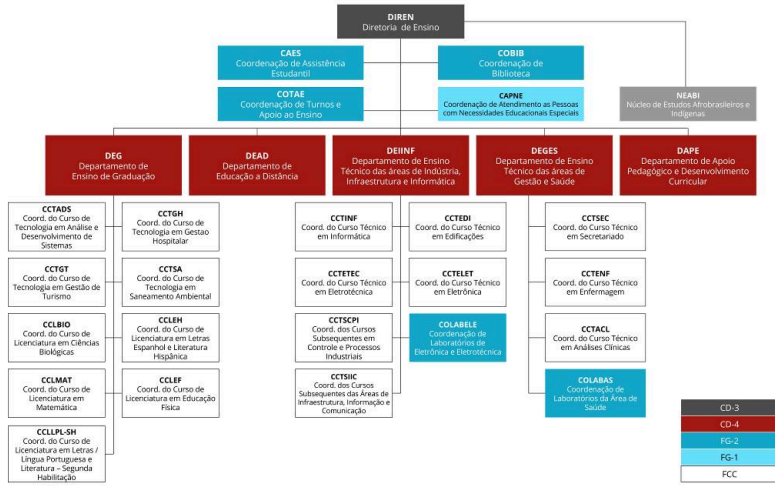 DIREN
Diretoria de Ensino
CAES
Coordenação de Assistência
Estudantil
COBIB
Coordenação de
Biblioteca
COTAE
Coordenação de Turnos e
Apoio ao Ensino
CAPNE
Coordenação de Atendimento as Pessoas
com Necessidades Educacionais Especiais
NEABI
Núcleo de Estudos Afrobrasileiros e
Indígenas
DEG
Departamento de
Ensino de Graduação
DEAD
Departamento de
Educação a Distância
DEIINF
Departamento de Ensino
Técnico das áreas de Indústria,
Infraestrutura e Informática
DEGES
Departamento de Ensino
Técnico das áreas de
Gestão e Saúde
DAPE
Departamento de Apoio
Pedagógico e Desenvolvimento
Curricular
CCTADS
Coord. do Curso de
Tecnologia em Análise e
Desenvolvimento de
Sistemas
CCTGH
Coord. do Curso de
Tecnologia em Gestao
Hospitalar
CCTGT
Coord. do Curso de
Tecnologia em Gestão de
Turismo
CCTSA
Coord. do Curso de
Tecnologia em
Saneamento Ambiental
CCLBIO
Coord. do Curso de
Licenciatura em Ciências
Biológicas
CCLEH
Coord. do Curso de
Licenciatura em Letras
Espanhol e Literatura
Hispânica
CCLMAT
Coord. do Curso de
Licenciatura em
Matemática
CCLEF
Coord. do Curso de
Licenciatura em Educação
Física
CCLLPL-SH
Coord. do Curso de
Licenciatura em Letras /
Língua Portuguesa e
Literatura – Segunda
Habilitação
CCTINF
Coord. do Curso Técnico
em Informática
CCTEDI
Coord. do Curso Técnico
em Edificações
CCTETEC
Coord. do Curso Técnico
em Eletrotécnica
CCTELET
Coord. do Curso Técnico
em Eletrônica
CCTSCPI
Coord. dos Cursos
Subsequentes em
Controle e Processos
Industriais
COLABELE
Coordenação de
Laboratórios de
Eletrônica e Eletrotécnica
CCTSIIC
Coord. dos Cursos
Subsequentes das Áreas de
Infraestrutura, Informação e
Comunicação
CCTSEC
Coord. do Curso Técnico
em Secretariado
CCTENF
Coord. do Curso Técnico
em Enfermagem
CCTACL
Coord. do Curso Técnico
em Análises Clínicas
COLABAS
Coordenação de
Laboratórios da Área de
Saúde
CD-3
CD-4
FG-2
FG-1
FCC